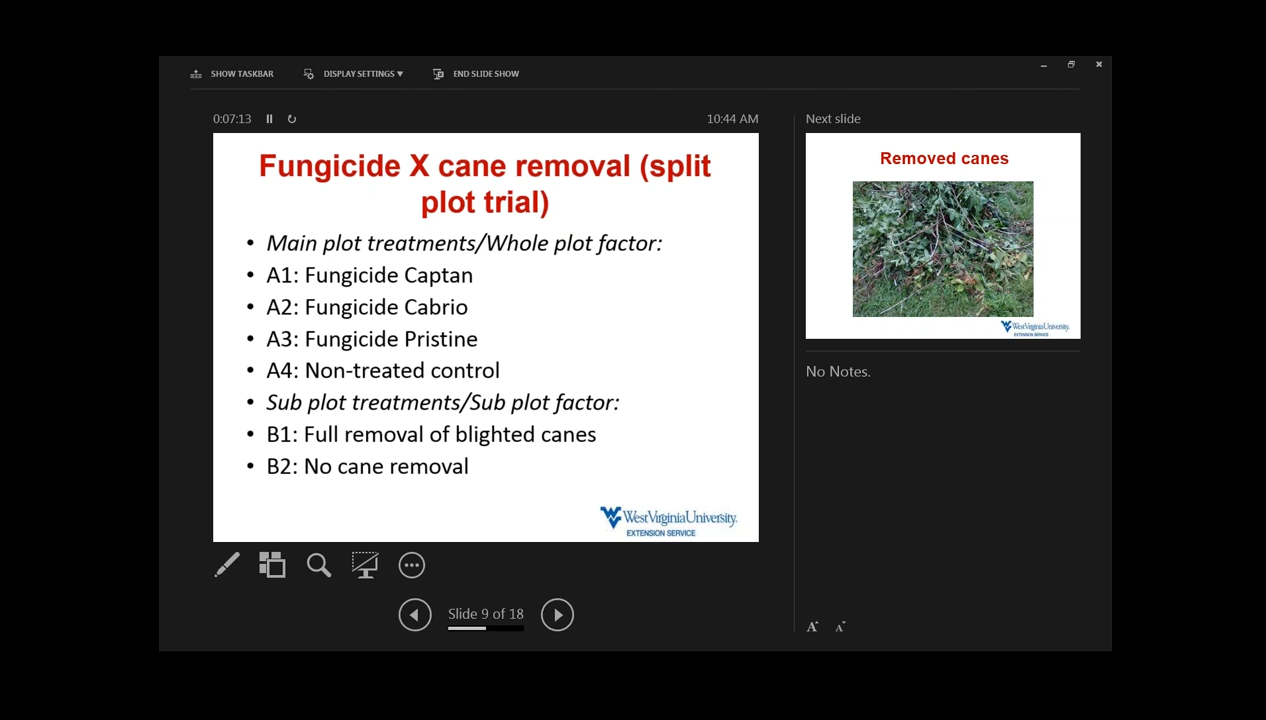 SHOW TASKBAR
DISPLAY SETTINGS ▼
END SLIDE SHOW
0:07:13
10:44 AM
Fungicide X cane removal (split
plot trial)
• Main plot treatments/Whole plot factor:
• A1: Fungicide Captan
• A2: Fungicide Cabrio
• A3: Fungicide Pristine
• A4: Non-treated control
• Sub plot treatments/Sub plot factor:
• B1: Full removal of blighted canes
• B2: No cane removal
WestVirginiaUniversity.
EXTENSION SERVICE
Slide 9 of 18
Next slide
Removed canes
WestVirginiaUniversity.
EXTENSION SERVICE
No Notes.
A A